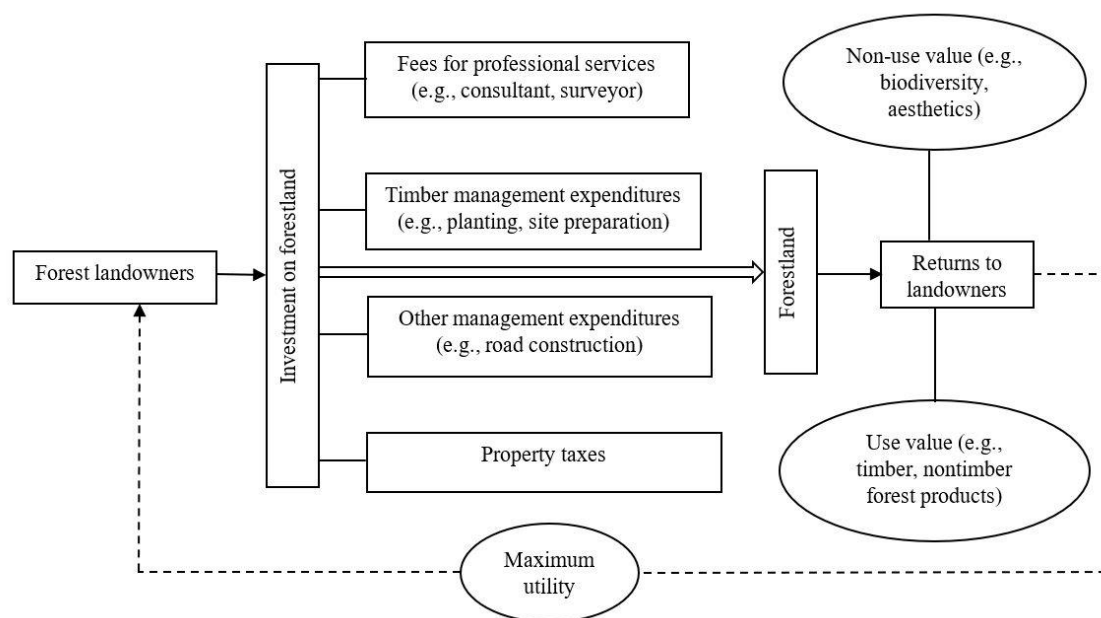 Forest landowners
Investment on forestland
Fees for professional services
(e.g., consultant, surveyor)
Timber management expenditures
(e.g., planting, site preparation)
Other management expenditures
(e.g., road construction)
Property taxes
Forestland
Non-use value (e.g.,
biodiversity,
aesthetics)
Returns to
landowners
Use value (e.g.,
timber, nontimber
forest products)
Maximum
utility